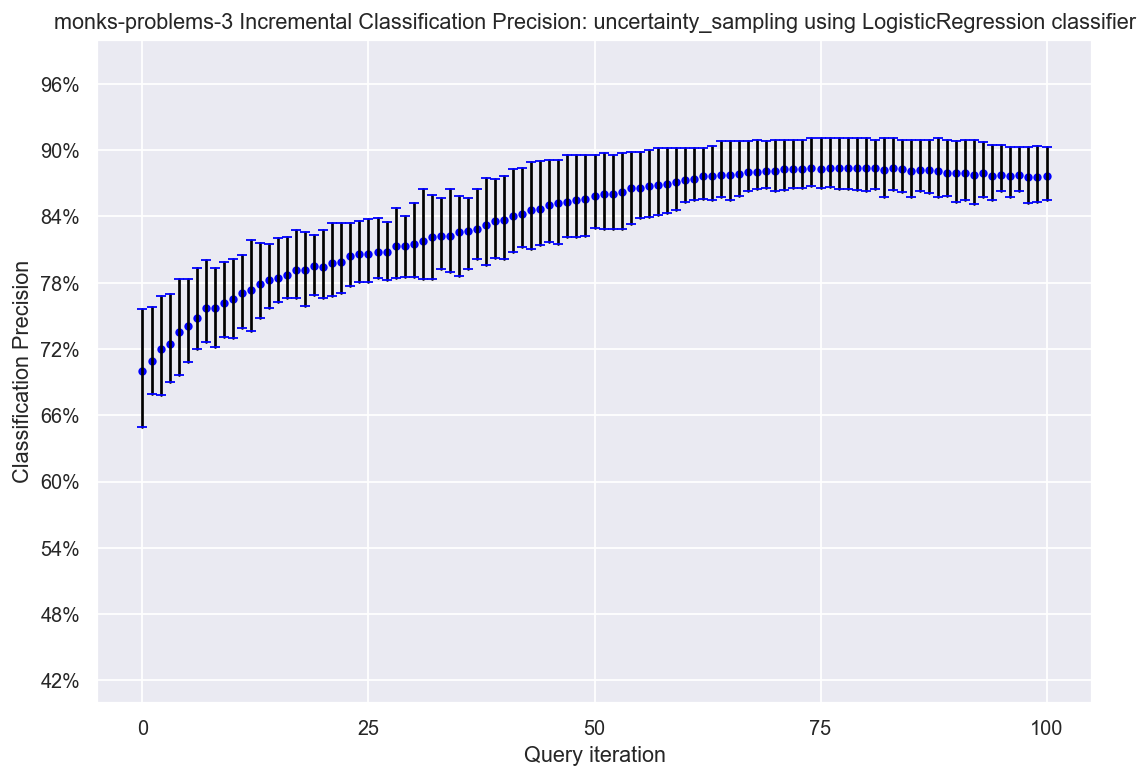 monks-problems-3 Incremental Classification Precision: uncertainty_sampling using LogisticRegression classifier
96%
90%
84%
78%
72%
66%
60%
54%
48%
42%
Classification Precision
0 25 50 75 100
Query iteration